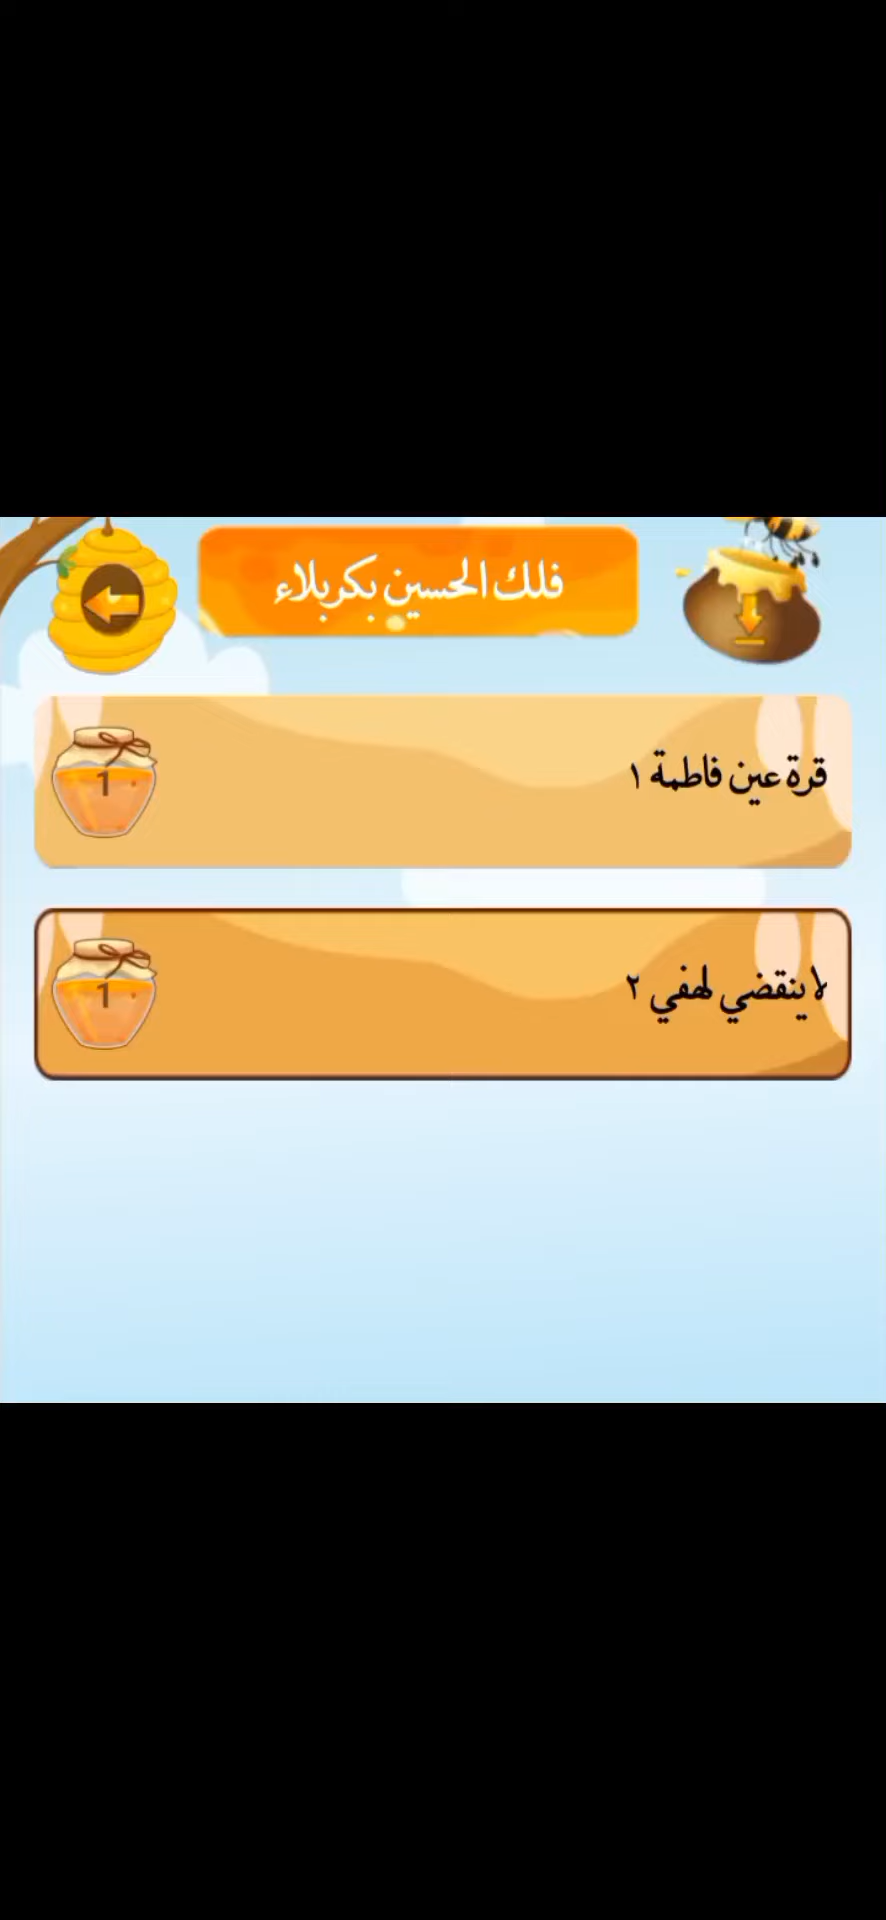 فلك الحسين بكربلاء
قرة عين فاطمة ١
1
لا ينقضي لهفي ٢
1